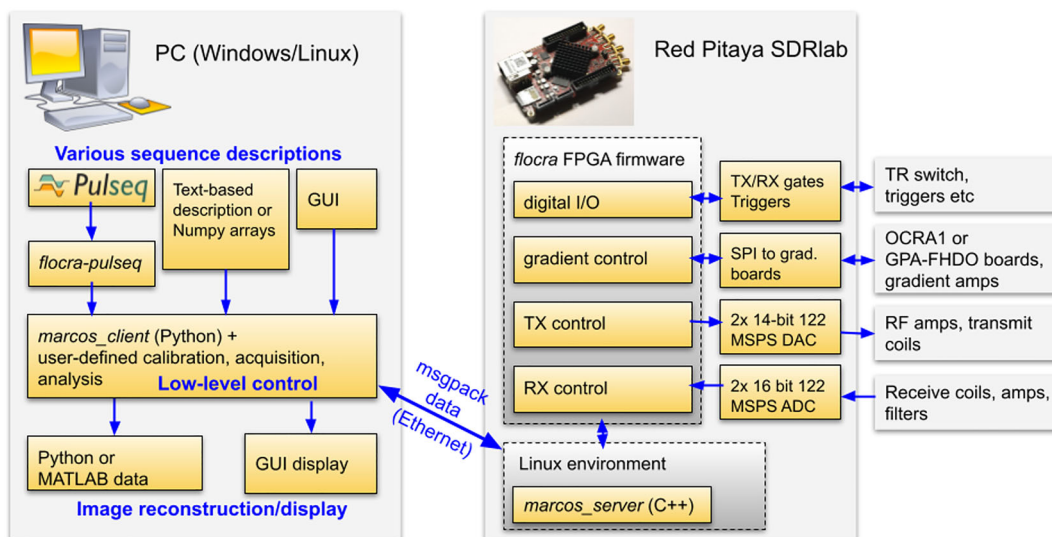 PC (Windows/Linux)
Various sequence descriptions
Pulseq
flocra-pulseq
Text-based
description or
Numpy arrays
GUI
marcos_client (Python) +
user-defined calibration, acquisition,
analysis
Low-level control
Python or
MATLAB data
GUI display
Image reconstruction/display
msgpack
data
(Ethernet)
Red Pitaya SDRlab
flocra FPGA firmware
digital I/O
gradient control
TX control
RX control
TX/RX gates
Triggers
SPI to grad.
boards
2x 14-bit 122
MSPS DAC
2x 16 bit 122
MSPS ADC
TR switch,
triggers etc
OCRA1 or
GPA-FHDO boards,
gradient amps
RF amps, transmit
coils
Receive coils, amps,
filters
Linux environment
marcos_server (C++)